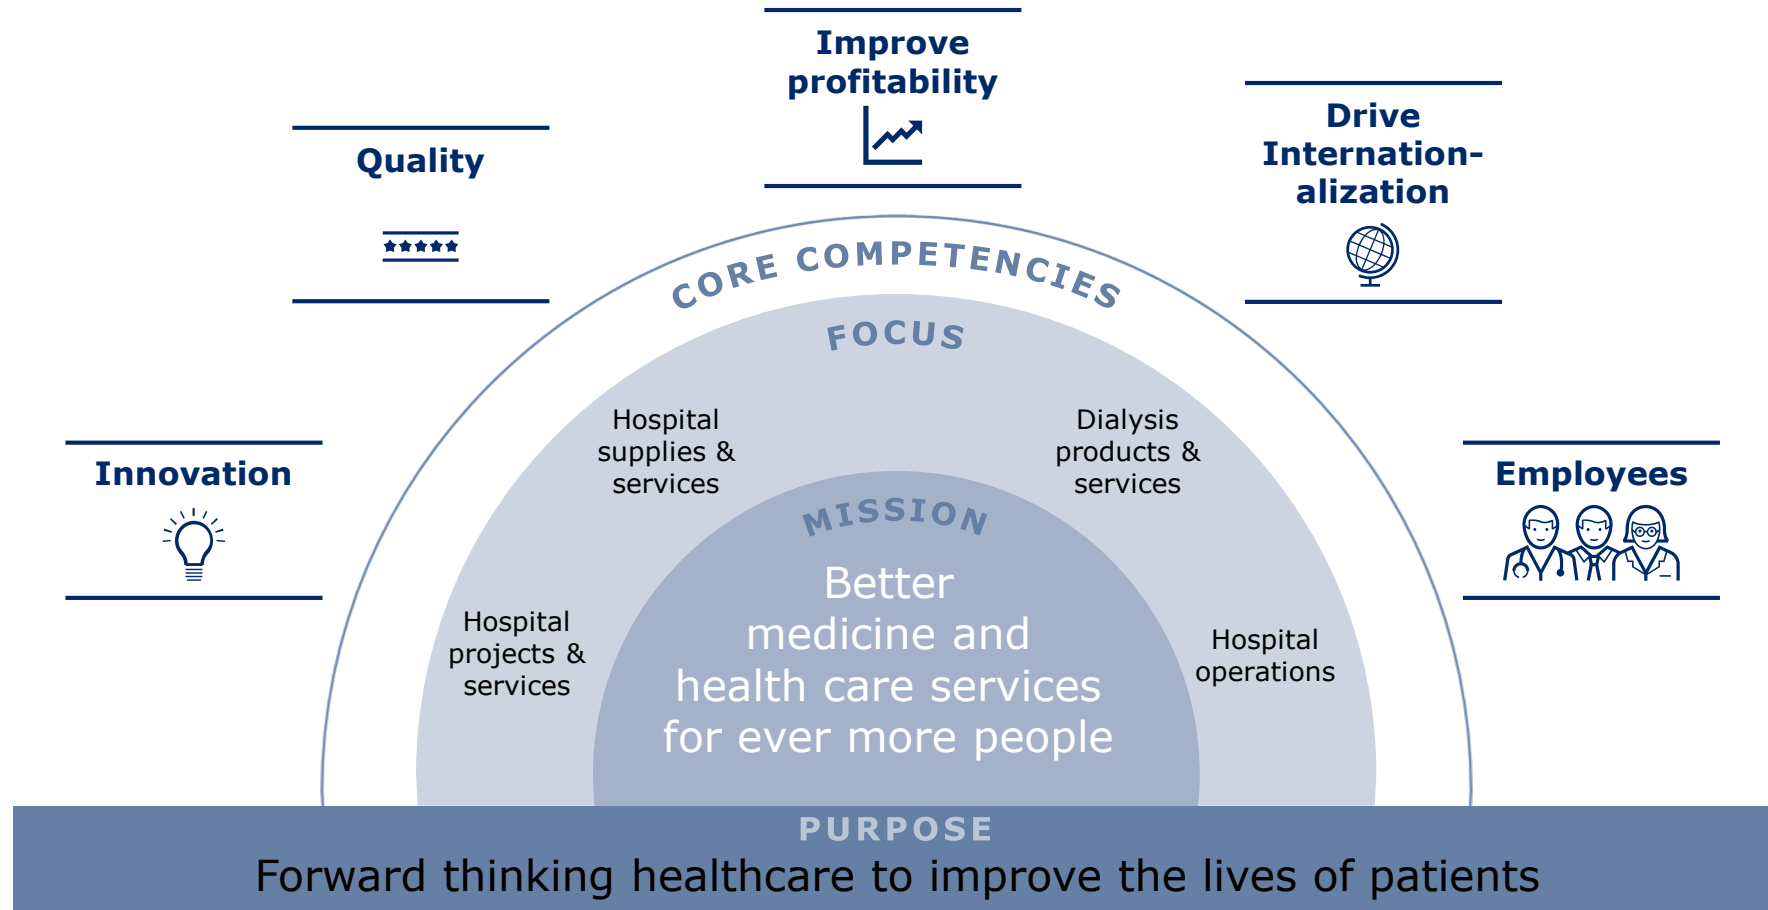 Improve
profitability
Drive
Internation-
alization
Quality
CORE COMPETENCIES
FOCUS
Hospital
supplies &
services
Dialysis
products &
services
Innovation
Employees
MISSION
Better
medicine and
health care services
for ever more people
Hospital
projects &
services
Hospital
operations
PURPOSE
Forward thinking healthcare to improve the lives of patients